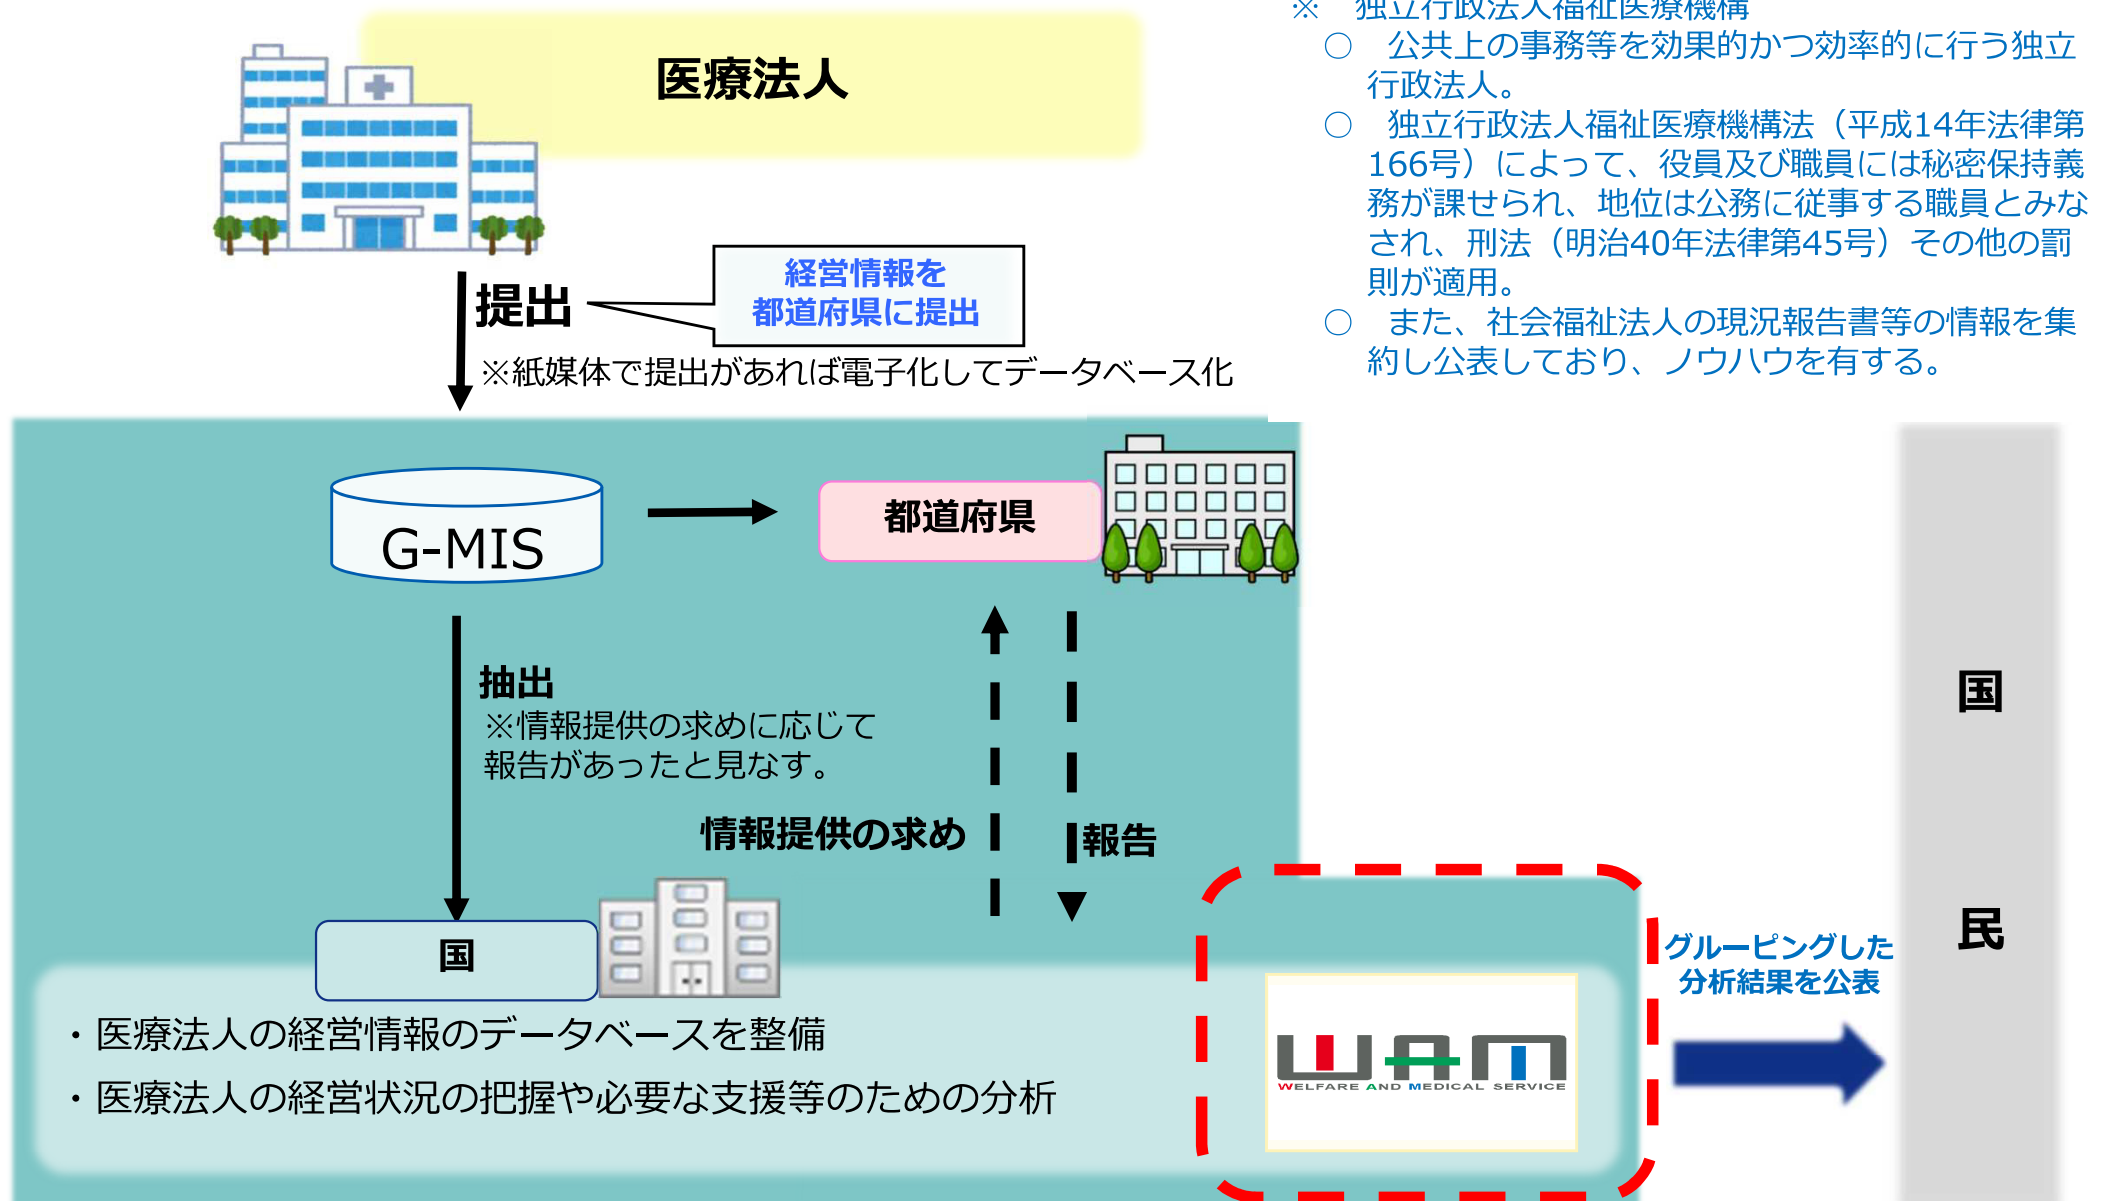 医療法人
※　独立行政法人福祉医療機構
○　公共上の事務等を効果的かつ効率的に行う独立
行政法人。
○　独立行政法人福祉医療機構法（平成14年法律第
166号）によって、役員及び職員には秘密保持義
務が課せられ、地位は公務に従事する職員とみな
され、刑法（明治40年法律第45号）その他の罰
則が適用。
○　また、社会福祉法人の現況報告書等の情報を集
約し公表しており、ノウハウを有する。
提出
経営情報を
都道府県に提出
※紙媒体で提出があれば電子化してデータベース化
G-MIS
都道府県
抽出
※情報提供の求めに応じて
報告があったと見なす。
情報提供の求め
報告
国
・医療法人の経営情報のデータベースを整備
・医療法人の経営状況の把握や必要な支援等のための分析
WAM
WELFARE AND MEDICAL SERVICE
グルーピングした
分析結果を公表
国
民